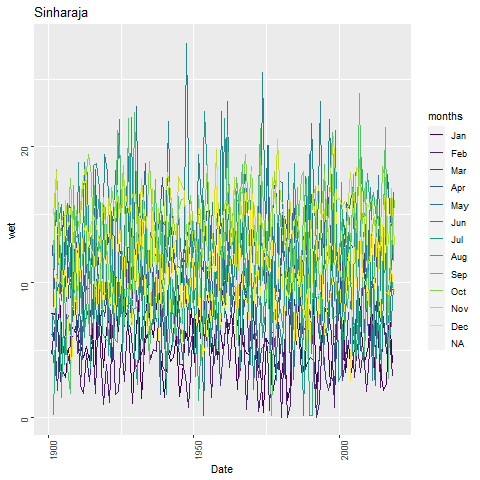 Sinharaja
wet
20
10
0
1900
1950
2000
Date
months
Jan
Feb
Mar
Apr
May
Jun
Jul
Aug
Sep
Oct
Nov
Dec
NA